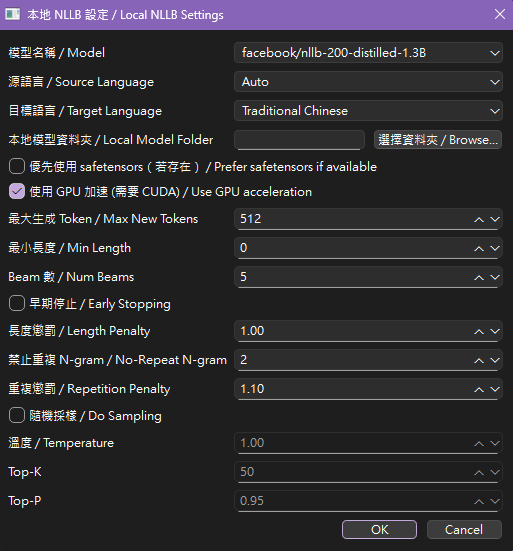 本地 NLLB 設定 / Local NLLB Settings
模型名稱 / Model facebook/nllb-200-distilled-1.3B
源語言 / Source Language Auto
目標語言 / Target Language Traditional Chinese
本地模型資料夾 / Local Model Folder 選擇資料夾 / Browse...
優先使用 safetensors（若存在） / Prefer safetensors if available
使用 GPU 加速 (需要 CUDA) / Use GPU acceleration
最大生成 Token / Max New Tokens 512
最小長度 / Min Length 0
Beam 數 / Num Beams 5
早期停止 / Early Stopping
長度懲罰 / Length Penalty 1.00
禁止重複 N-gram / No-Repeat N-gram 2
重複懲罰 / Repetition Penalty 1.10
隨機採樣 / Do Sampling
溫度 / Temperature 1.00
Top-K 50
Top-P 0.95
OK Cancel